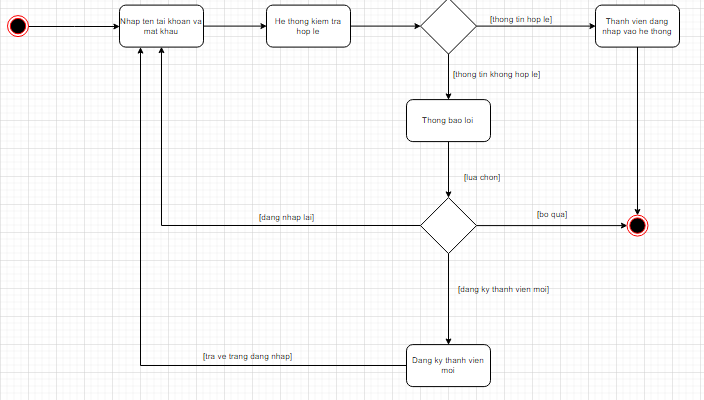 Nhap ten tai khoan va
mat khau
He thong kiem tra
hop le
[thong tin hop le]
Thanh vien dang
nhap vao he thong
[thong tin khong hop le]
Thong bao loi
[lua chon]
[dang nhap lai]
[bo qua]
[dang ky thanh vien moi]
[tra ve trang dang nhap]
Dang ky thanh vien
moi